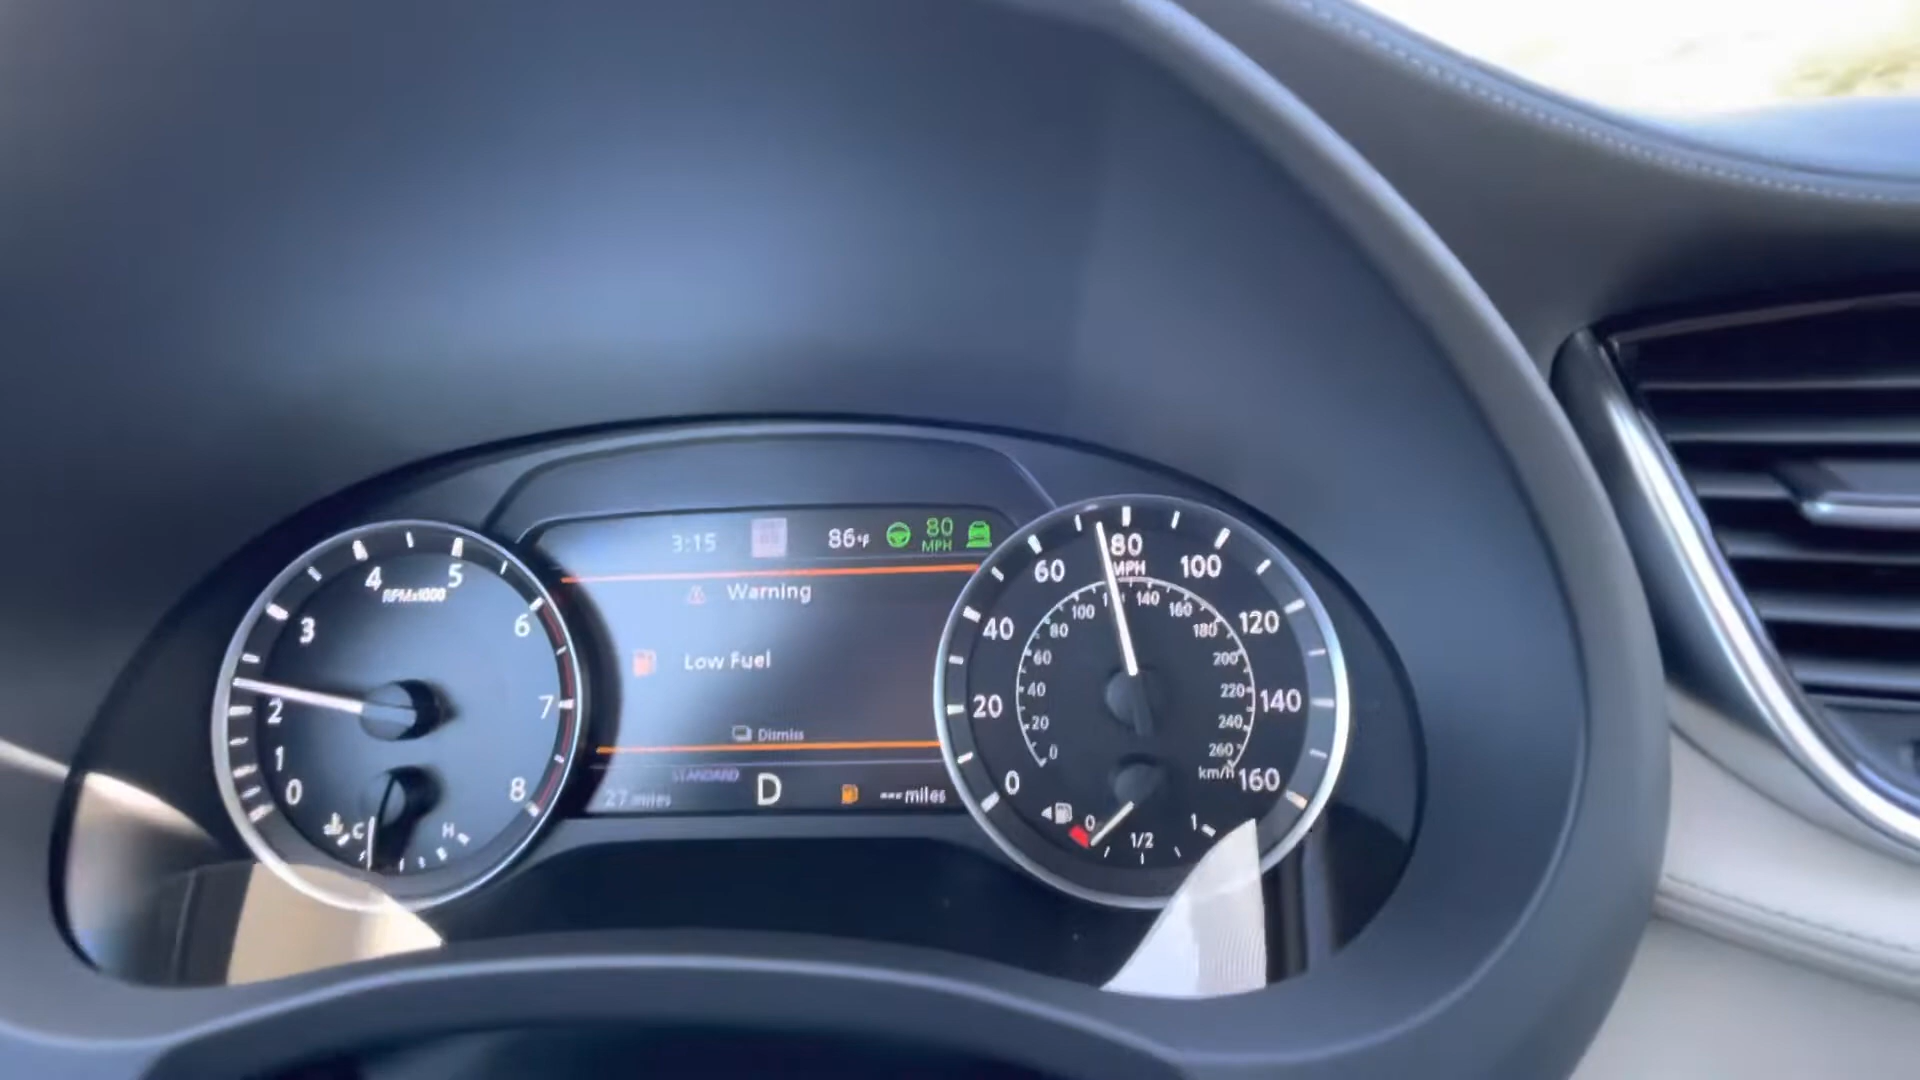 3:15
86°F
80
MPH
Warning
Low Fuel
Dismiss
STANDARD
27 miles
D
--- miles
0
1
2
3
4
5
6
7
8
RPMx1000
C
H
0
20
40
60
80
MPH
100
120
140
160
0
20
40
60
80
100
140
160
180
200
220
240
260
km/h
0
1/2
1